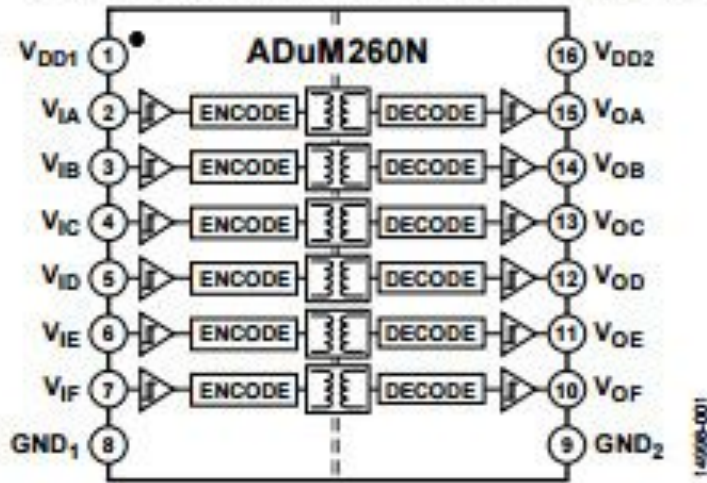 ADuM260N
VDD1 1 16 VDD2
VIA 2 ENCODE DECODE 15 VOA
VIB 3 ENCODE DECODE 14 VOB
VIC 4 ENCODE DECODE 13 VOC
VID 5 ENCODE DECODE 12 VOD
VIE 6 ENCODE DECODE 11 VOE
VIF 7 ENCODE DECODE 10 VOF
GND1 8 9 GND2